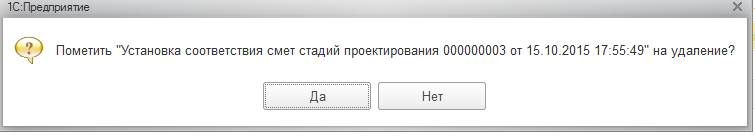 1С:Предприятие
Пометить "Установка соответствия смет стадий проектирования 000000003 от 15.10.2015 17:55:49" на удаление?
Да
Нет